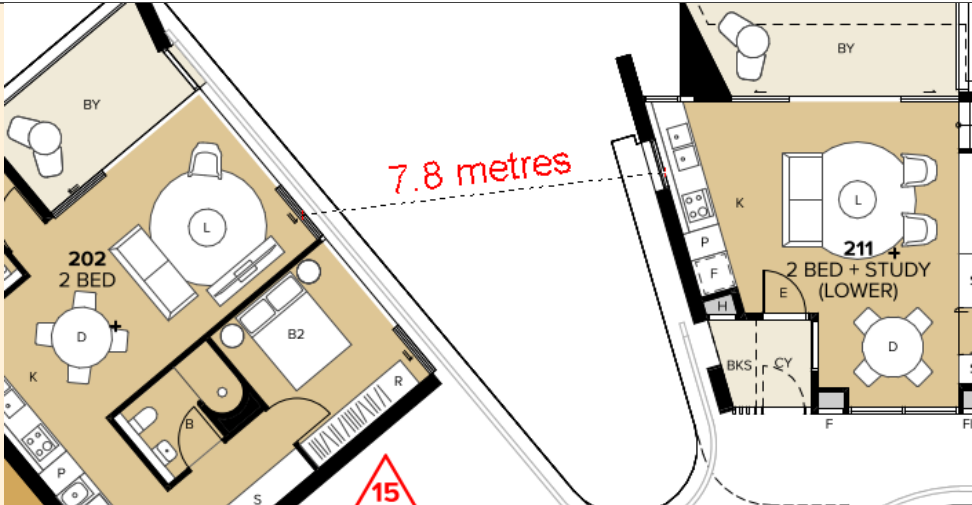 BY
BY
7.8 metres
L
K
L
202
2 BED
P
211
2 BED + STUDY
(LOWER)
F
E
H
D
B2
D
BKS
CY
K
R
B
F
P
15
S